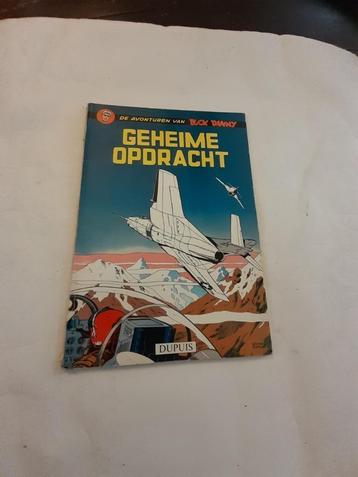 DE AVONTUREN VAN BUCK DANNY
GEHEIME
OPDRACHT
DUPUIS